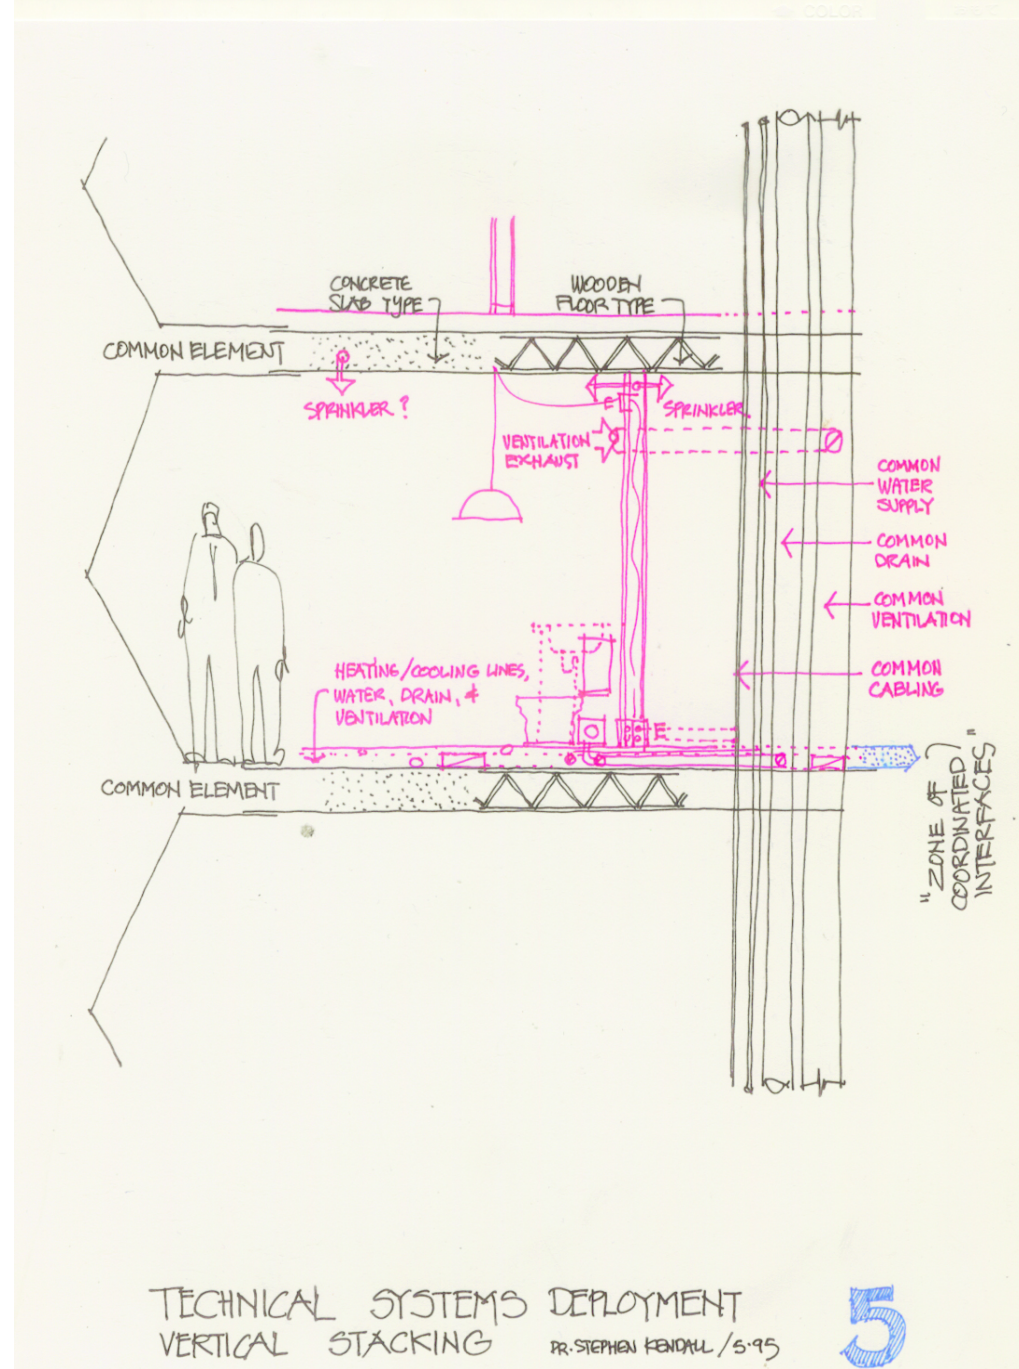 CONCRETE
SLAB TYPE
WOODEN
FLOOR TYPE
COMMON ELEMENT
SPRINKLER ?
SPRINKLER
VENTILATION
EXHAUST
COMMON
WATER
SUPPLY
COMMON
DRAIN
COMMON
VENTILATION
COMMON
CABLING
HEATING/COOLING LINES,
WATER, DRAIN, &
VENTILATION
E
E
COMMON ELEMENT
"ZONE OF
COORDINATED
INTERFACES"
TECHNICAL SYSTEMS DEPLOYMENT
VERTICAL STACKING
DR. STEPHEN KENDALL / 5.95
5